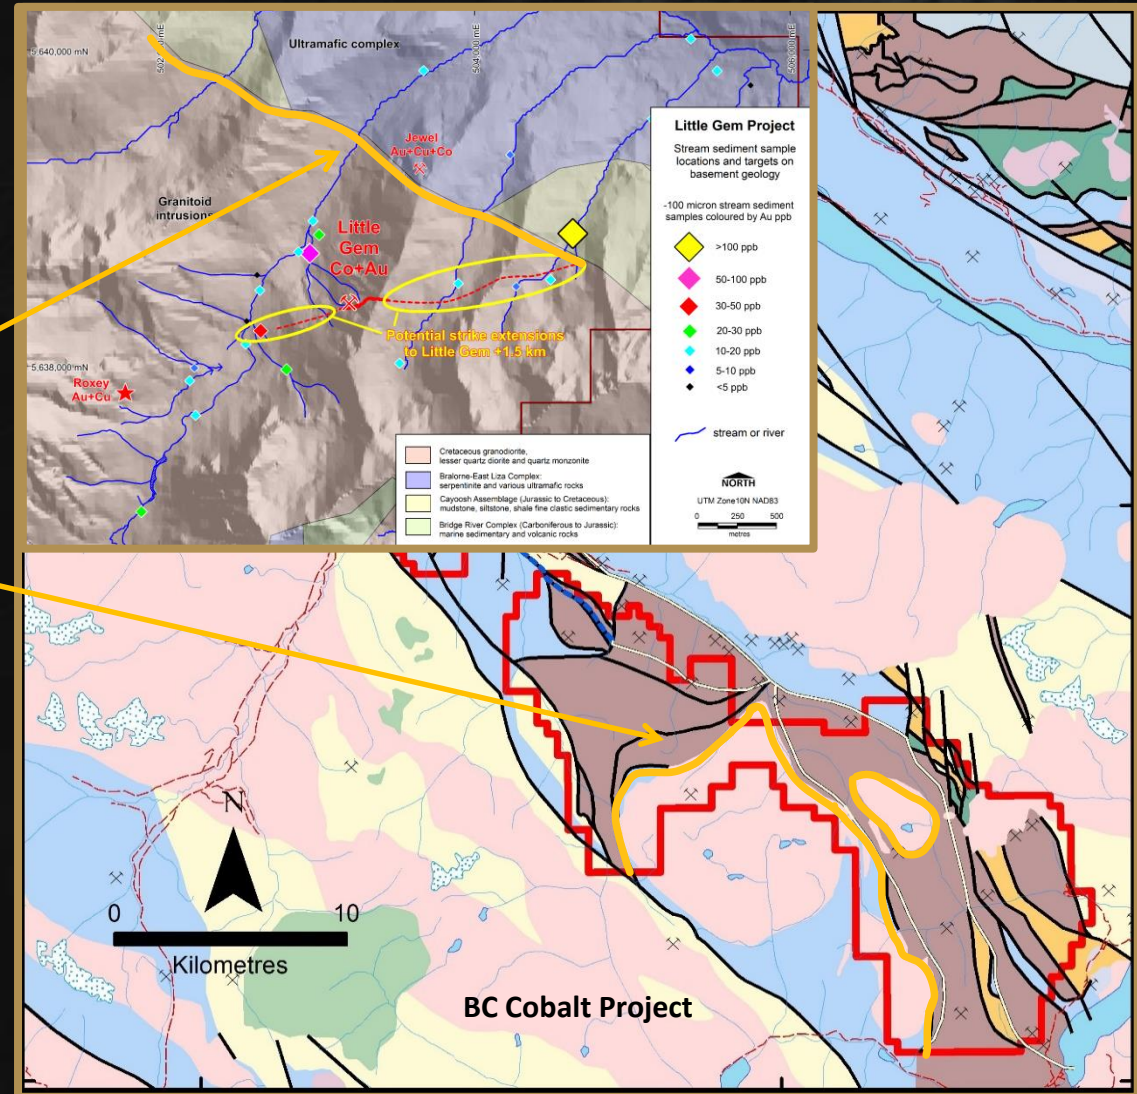 5,640,000 mN
502,000 mE
Ultramafic complex
504,000 mE
506,000 mE
Jewel
Au+Cu+Co
Granitoid
intrusions
Little
Gem
Co+Au
Potential strike extensions
to Little Gem +1.5 km
5,638,000 mN
Roxey
Au+Cu
Little Gem Project
Stream sediment sample
locations and targets on
basement geology
-100 micron stream sediment
samples coloured by Au ppb
>100 ppb
50-100 ppb
30-50 ppb
20-30 ppb
10-20 ppb
5-10 ppb
<5 ppb
stream or river
NORTH
UTM Zone10N NAD83
0 250 500
metres
Cretaceous granodiorite,
lesser quartz diorite and quartz monzonite
Bralorne-East Liza Complex:
serpentinite and various ultramafic rocks
Cayoosh Assemblage (Jurassic to Cretaceous):
mudstone, siltstone, shale fine clastic sedimentary rocks
Bridge River Complex (Carboniferous to Jurassic):
marine sedimentary and volcanic rocks
N
0 10
Kilometres
BC Cobalt Project